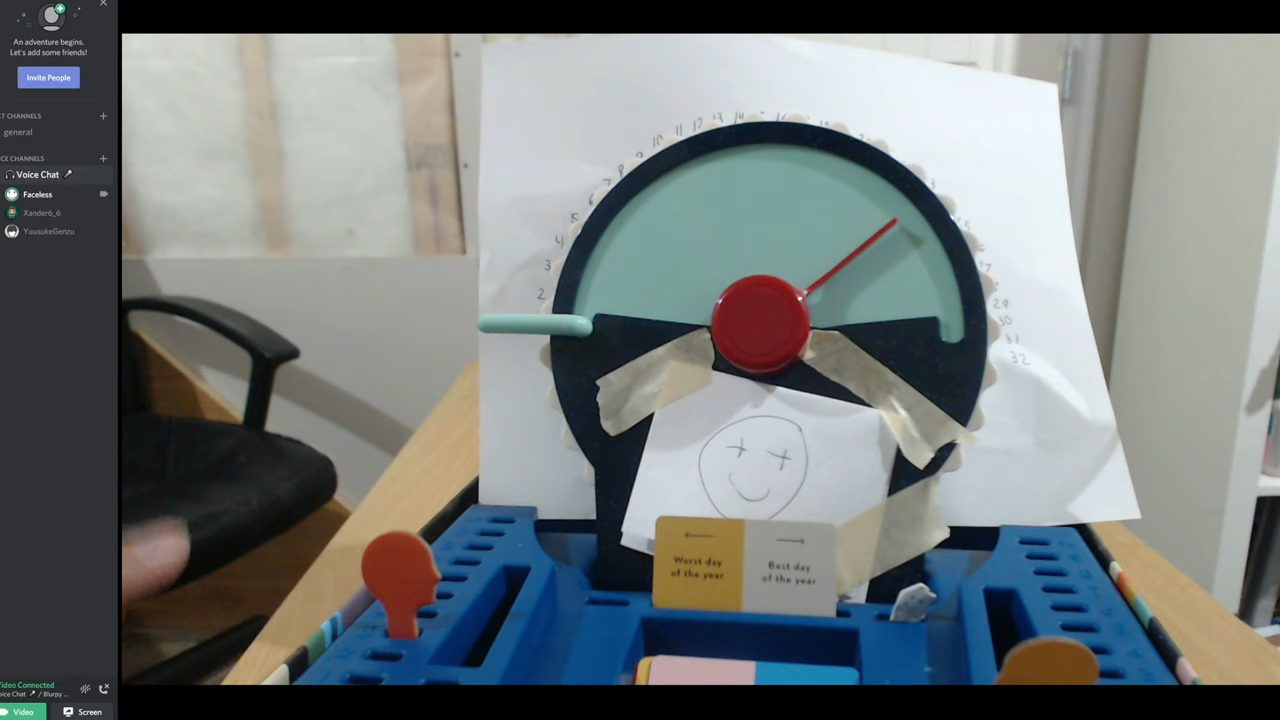 An adventure begins.
Let's add some friends!
Invite People
general
Voice Chat
Faceless
Xander6_6
YuusukeGenzu
2
3
4
5
10
11
12
13
29
30
31
32
Worst day
of the year
Best day
of the year
Video Connected
Video
Screen